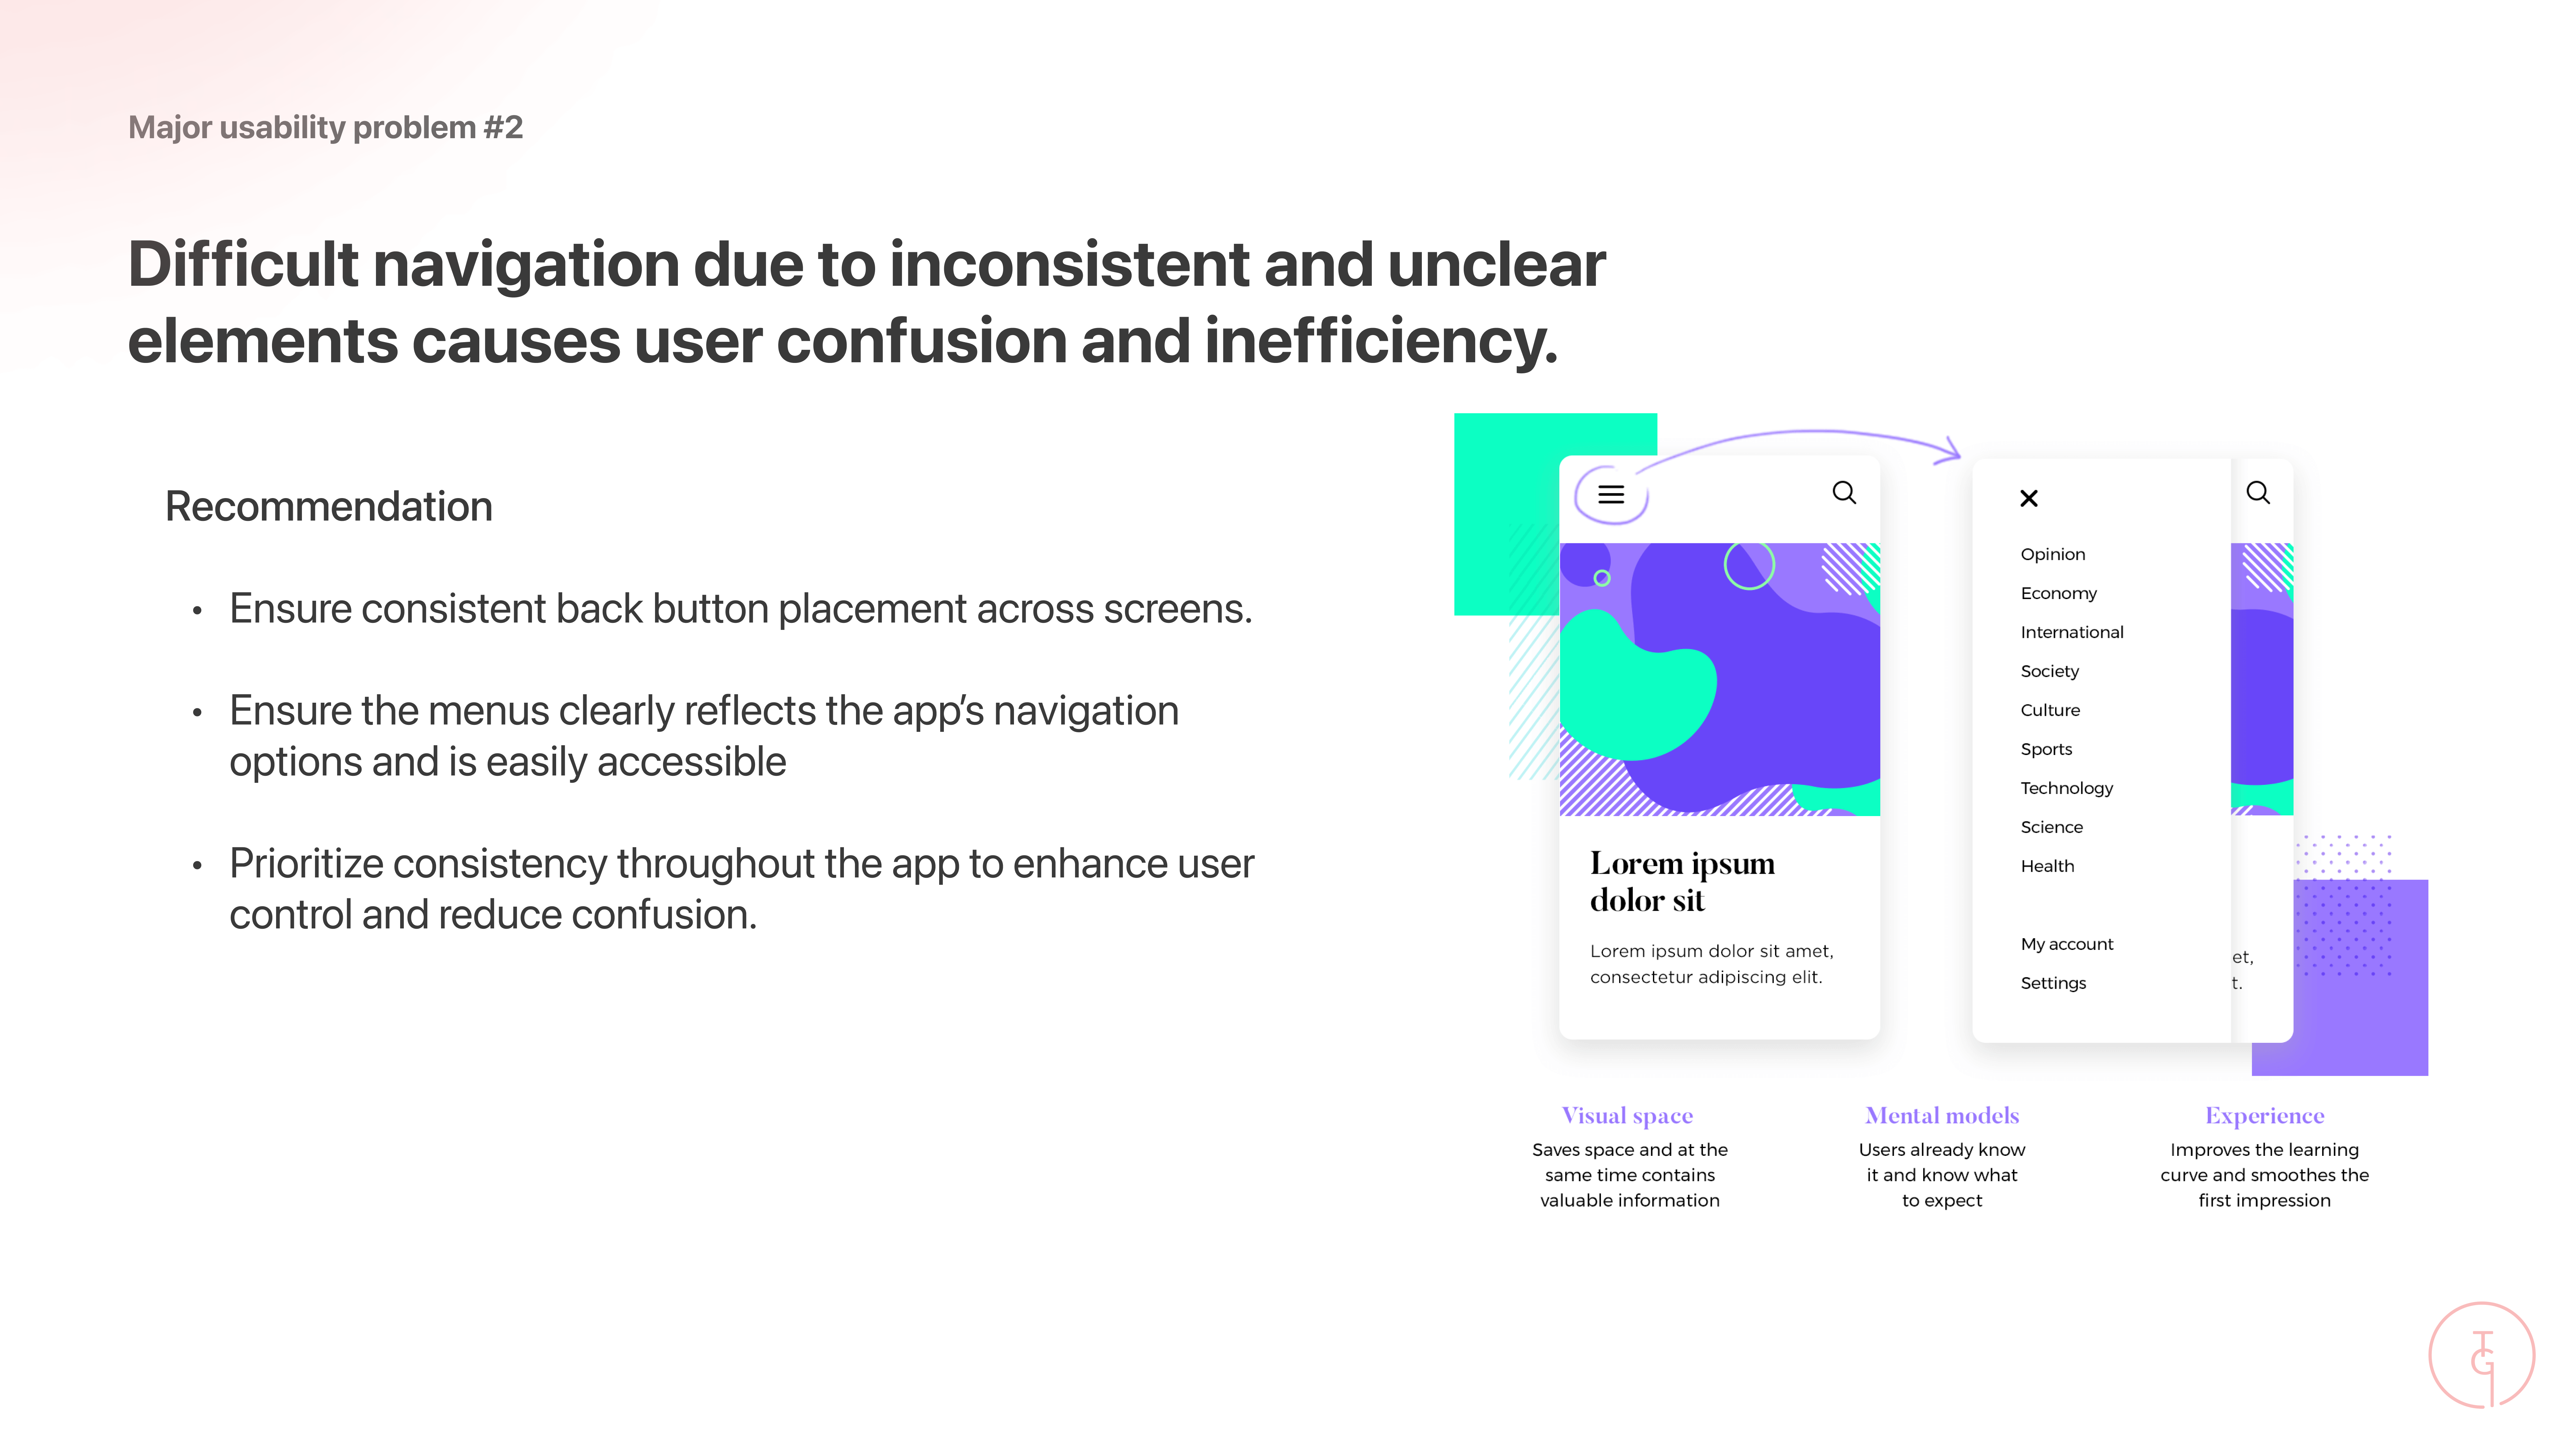 Major usability problem #2
Difficult navigation due to inconsistent and unclear
elements causes user confusion and inefficiency.
Recommendation
• Ensure consistent back button placement across screens.
• Ensure the menus clearly reflects the app’s navigation
options and is easily accessible
• Prioritize consistency throughout the app to enhance user
control and reduce confusion.
Lorem ipsum
dolor sit
Lorem ipsum dolor sit amet,
consectetur adipiscing elit.
Opinion
Economy
International
Society
Culture
Sports
Technology
Science
Health
My account
Settings
et,
t.
Visual space
Saves space and at the
same time contains
valuable information
Mental models
Users already know
it and know what
to expect
Experience
Improves the learning
curve and smoothes the
first impression
TG